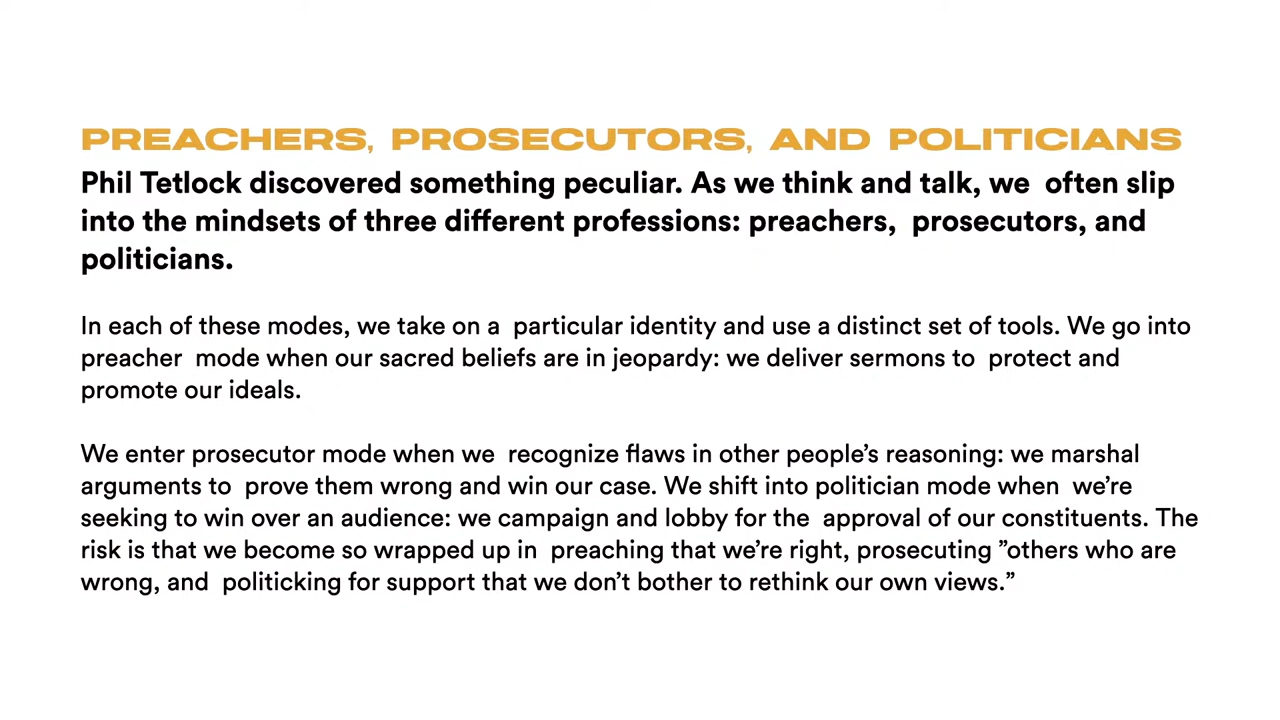 PREACHERS, PROSECUTORS, AND POLITICIANS
Phil Tetlock discovered something peculiar. As we think and talk, we  often slip
into the mindsets of three different professions: preachers,  prosecutors, and
politicians.
In each of these modes, we take on a  particular identity and use a distinct set of tools. We go into
preacher  mode when our sacred beliefs are in jeopardy: we deliver sermons to  protect and
promote our ideals.
We enter prosecutor mode when we  recognize flaws in other people’s reasoning: we marshal
arguments to  prove them wrong and win our case. We shift into politician mode when  we’re
seeking to win over an audience: we campaign and lobby for the  approval of our constituents. The
risk is that we become so wrapped up in  preaching that we’re right, prosecuting ”others who are
wrong, and  politicking for support that we don’t bother to rethink our own views.”